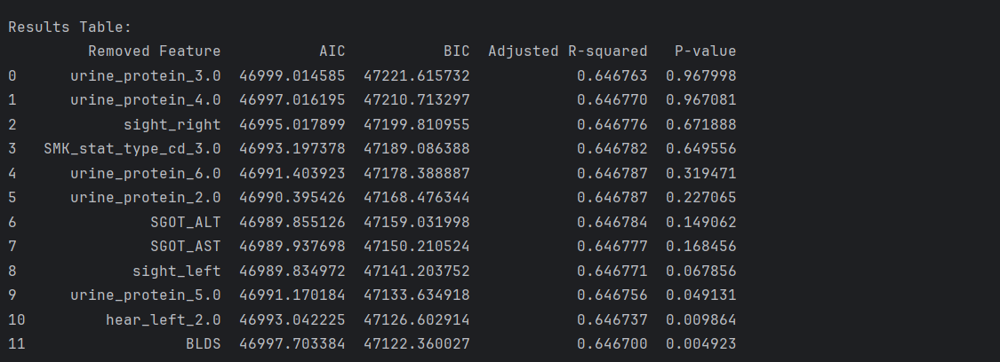 Results Table:
Removed Feature AIC BIC Adjusted R-squared P-value
0 urine_protein_3.0 46999.014585 47221.615732 0.646763 0.967998
1 urine_protein_4.0 46997.016195 47210.713297 0.646770 0.967081
2 sight_right 46995.017899 47199.810955 0.646776 0.671888
3 SMK_stat_type_cd_3.0 46993.197378 47189.086388 0.646782 0.649556
4 urine_protein_6.0 46991.403923 47178.388887 0.646787 0.319471
5 urine_protein_2.0 46990.395426 47168.476344 0.646787 0.227065
6 SGOT_ALT 46989.855126 47159.031998 0.646784 0.149062
7 SGOT_AST 46989.937698 47150.210524 0.646777 0.168456
8 sight_left 46989.834972 47141.203752 0.646771 0.067856
9 urine_protein_5.0 46991.170184 47133.634918 0.646756 0.049131
10 hear_left_2.0 46993.042225 47126.602914 0.646737 0.009864
11 BLDS 46997.703384 47122.360027 0.646700 0.004923